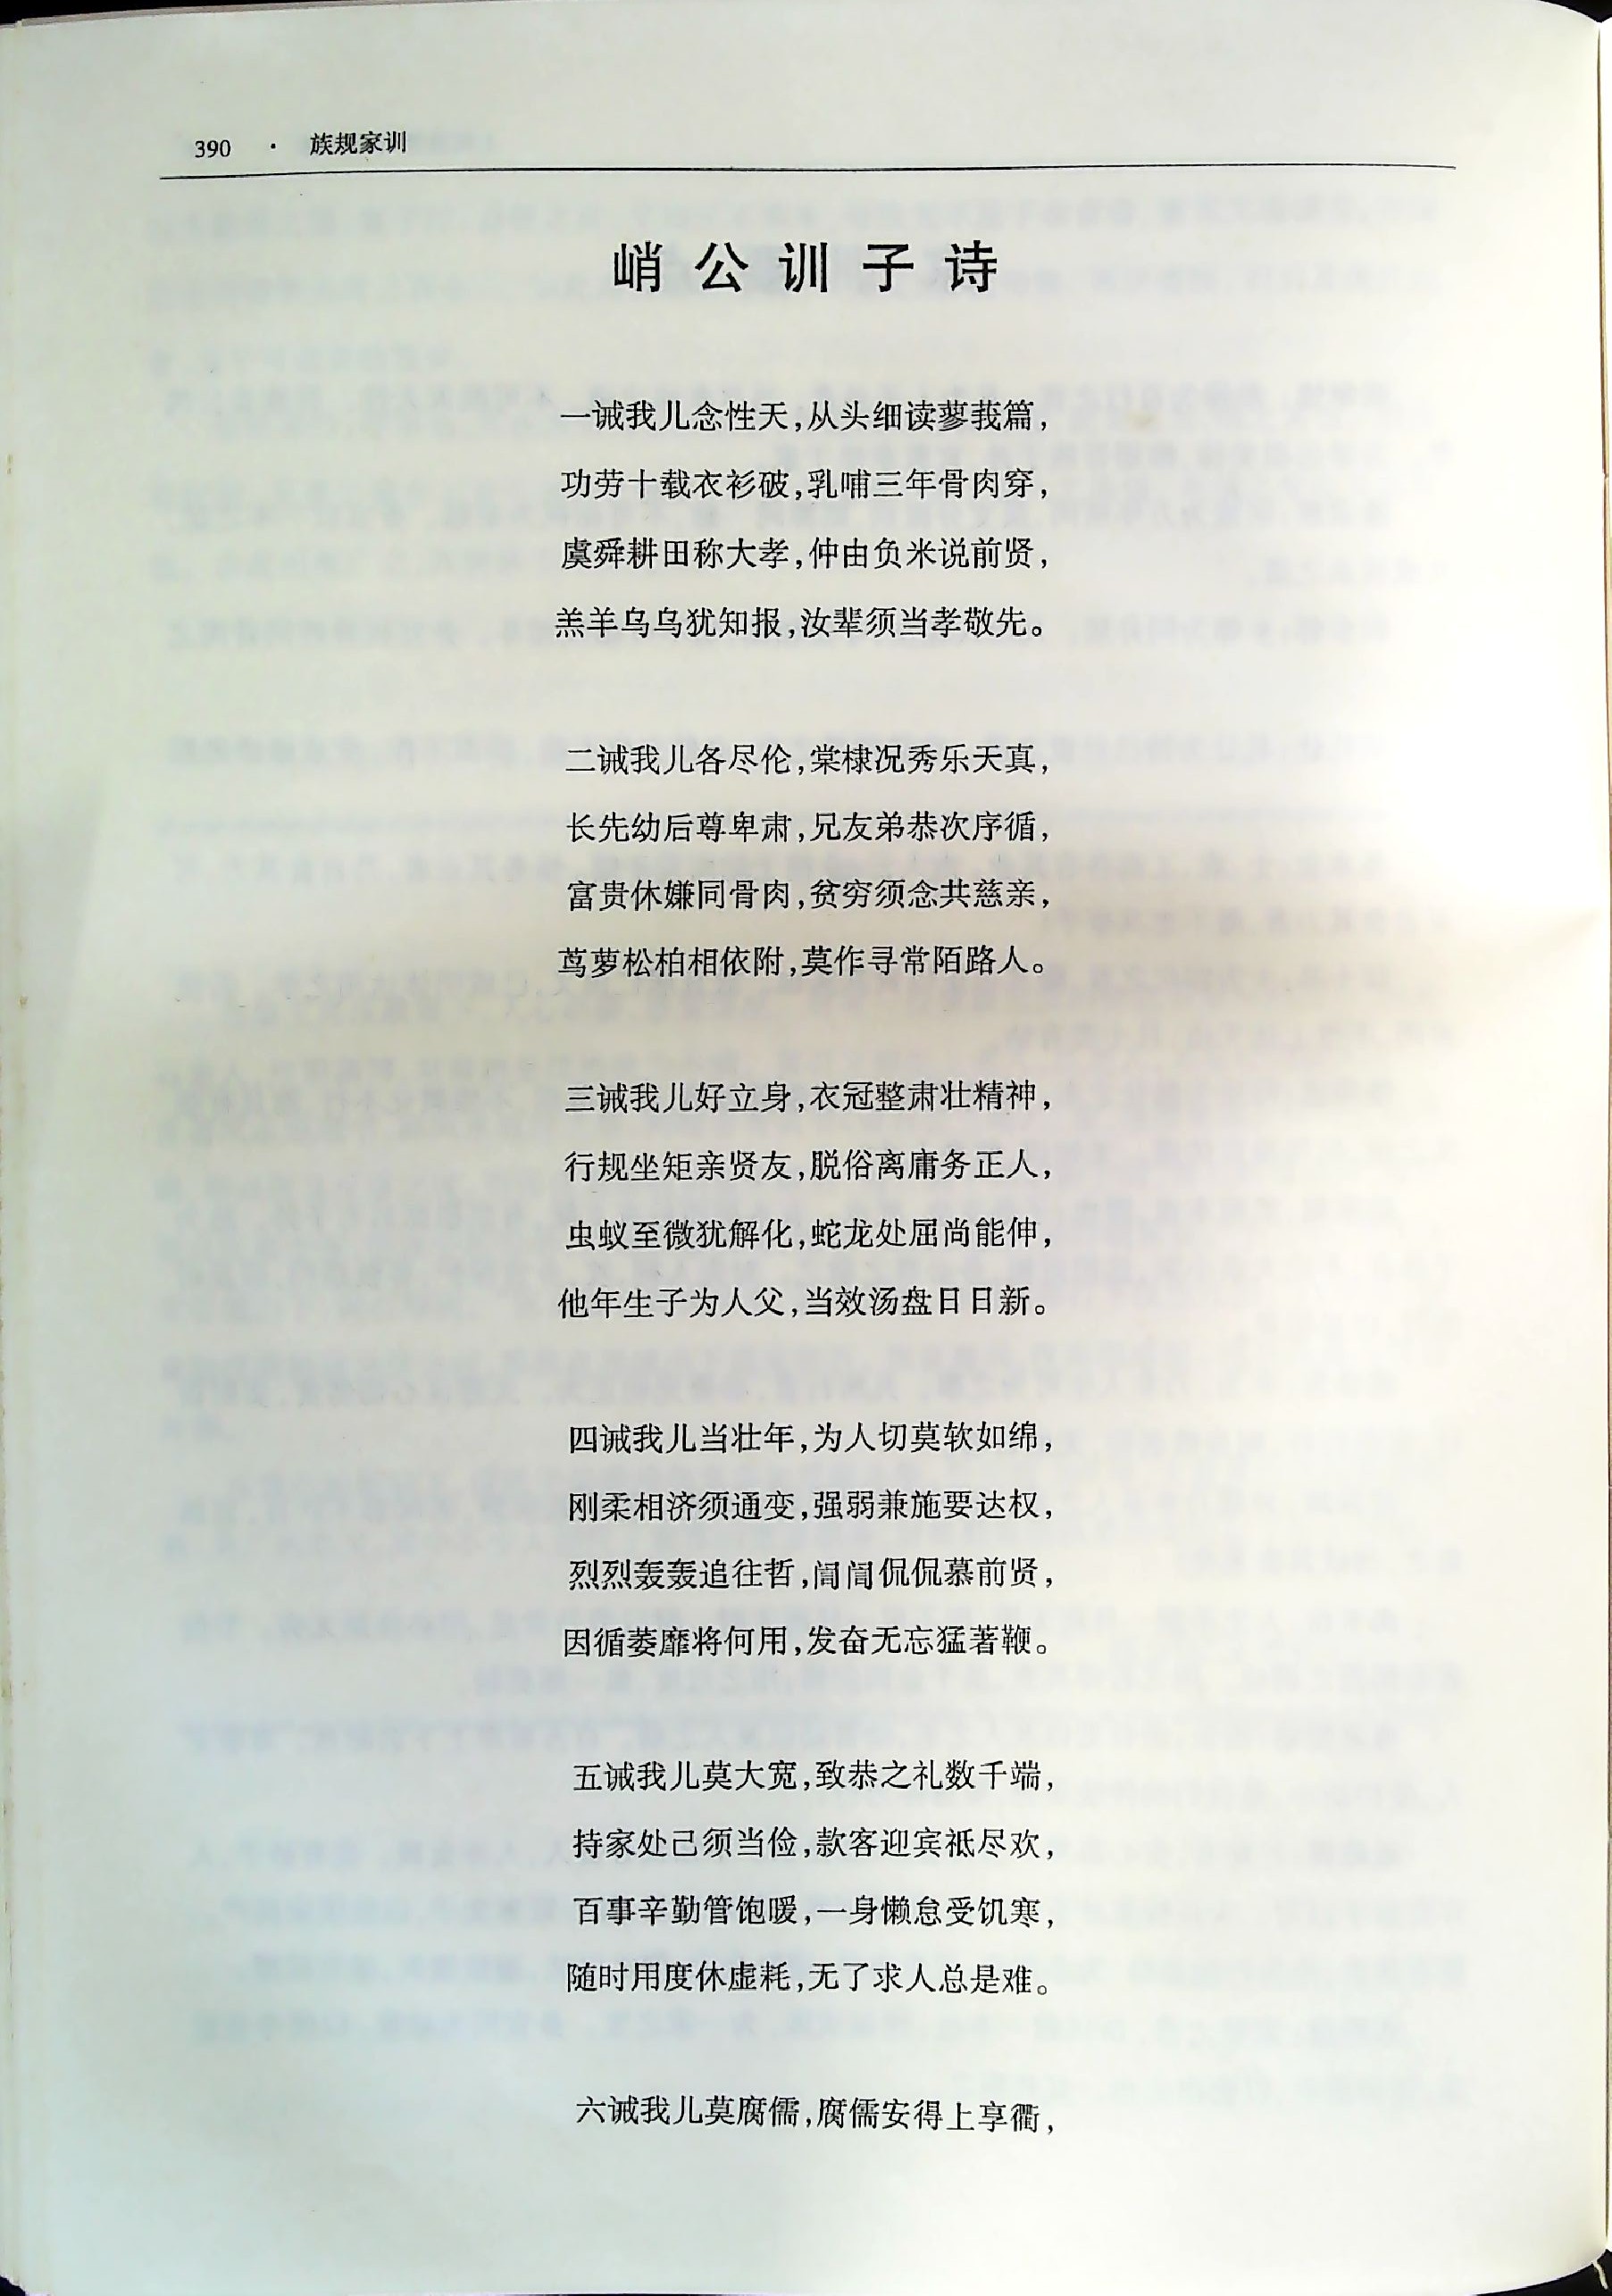 390 · 族规家训
峭公训子诗
一诫我儿念性天,从头细读蓼莪篇,
功劳十载衣衫破,乳哺三年骨肉穿,
虞舜耕田称大孝,仲由负米说前贤,
羔羊乌乌犹知报,汝辈须当孝敬先。
二诫我儿各尽伦,棠棣况秀乐天真,
长先幼后尊卑肃,兄友弟恭次序循,
富贵休嫌同骨肉,贫穷须念共慈亲,
茑萝松柏相依附,莫作寻常陌路人。
三诫我儿好立身,衣冠整肃壮精神,
行规坐矩亲贤友,脱俗离庸务正人,
虫蚁至微犹解化,蛇龙处屈尚能伸,
他年生子为人父,当效汤盘日日新。
四诫我儿当壮年,为人切莫软如绵,
刚柔相济须通变,强弱兼施要达权,
烈烈轰轰追往哲,訚訚侃侃慕前贤,
因循萎靡将何用,发奋无忘猛著鞭。
五诫我儿莫大宽,致恭之礼数千端,
持家处己须当俭,款客迎宾祗尽欢,
百事辛勤管饱暖,一身懒怠受饥寒,
随时用度休虚耗,无了求人总是难。
六诫我儿莫腐儒,腐儒安得上享衢,